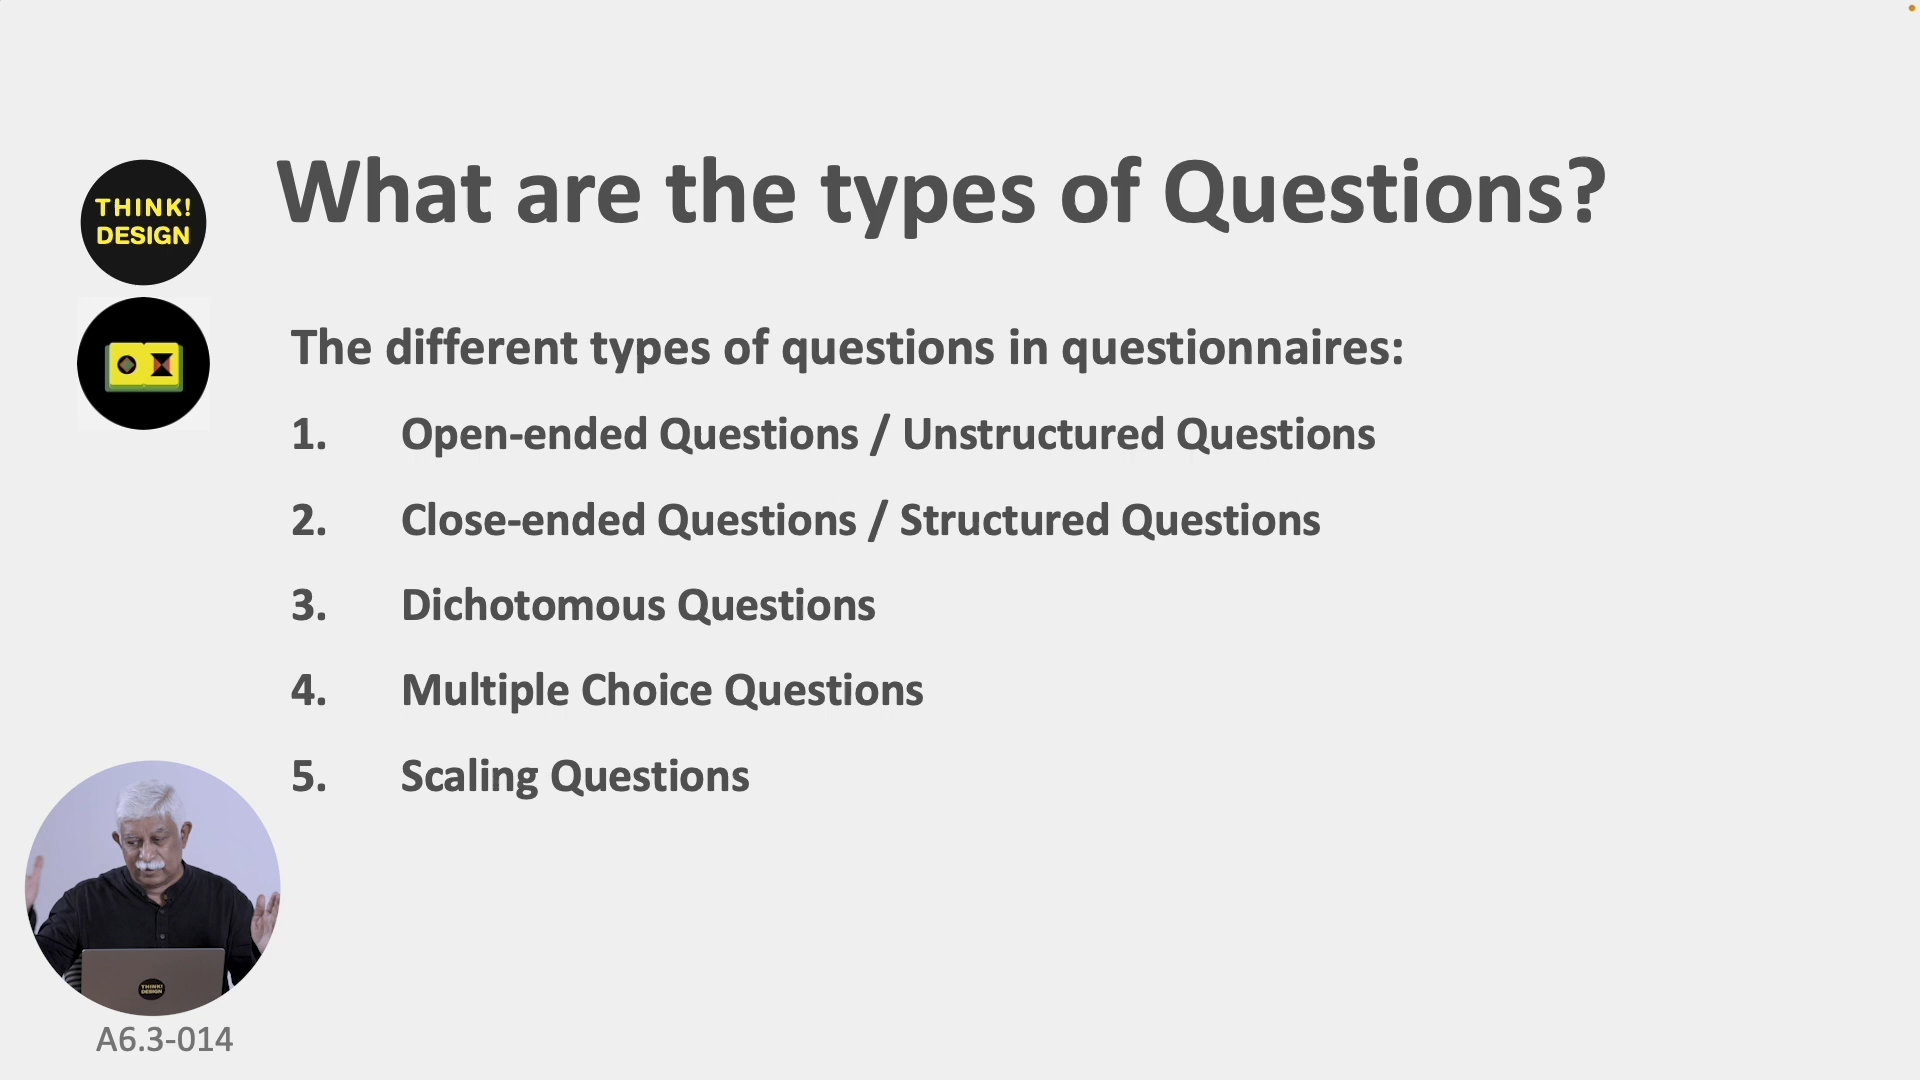 THINK!
DESIGN
What are the types of Questions?
The different types of questions in questionnaires:
1. Open-ended Questions / Unstructured Questions
2. Close-ended Questions / Structured Questions
3. Dichotomous Questions
4. Multiple Choice Questions
5. Scaling Questions
THINK!
DESIGN
A6.3-014